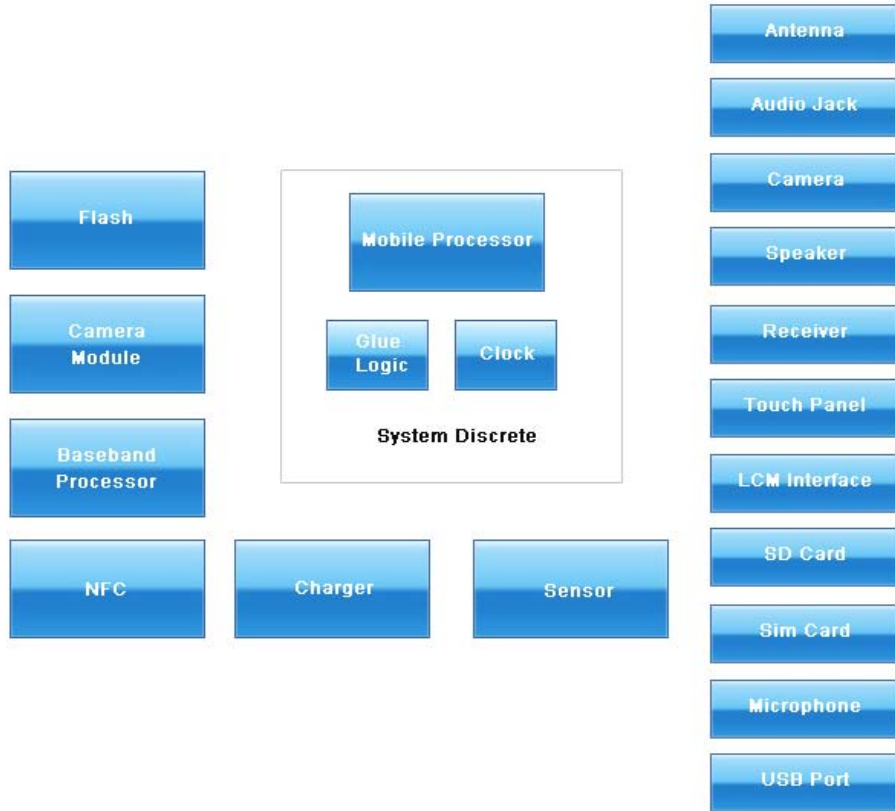 Flash
Camera
Module
Baseband
Processor
NFC
Charger
Sensor
Mobile Processor
Glue
Logic
Clock
System Discrete
Antenna
Audio Jack
Camera
Speaker
Receiver
Touch Panel
LCM Interface
SD Card
Sim Card
Microphone
USB Port